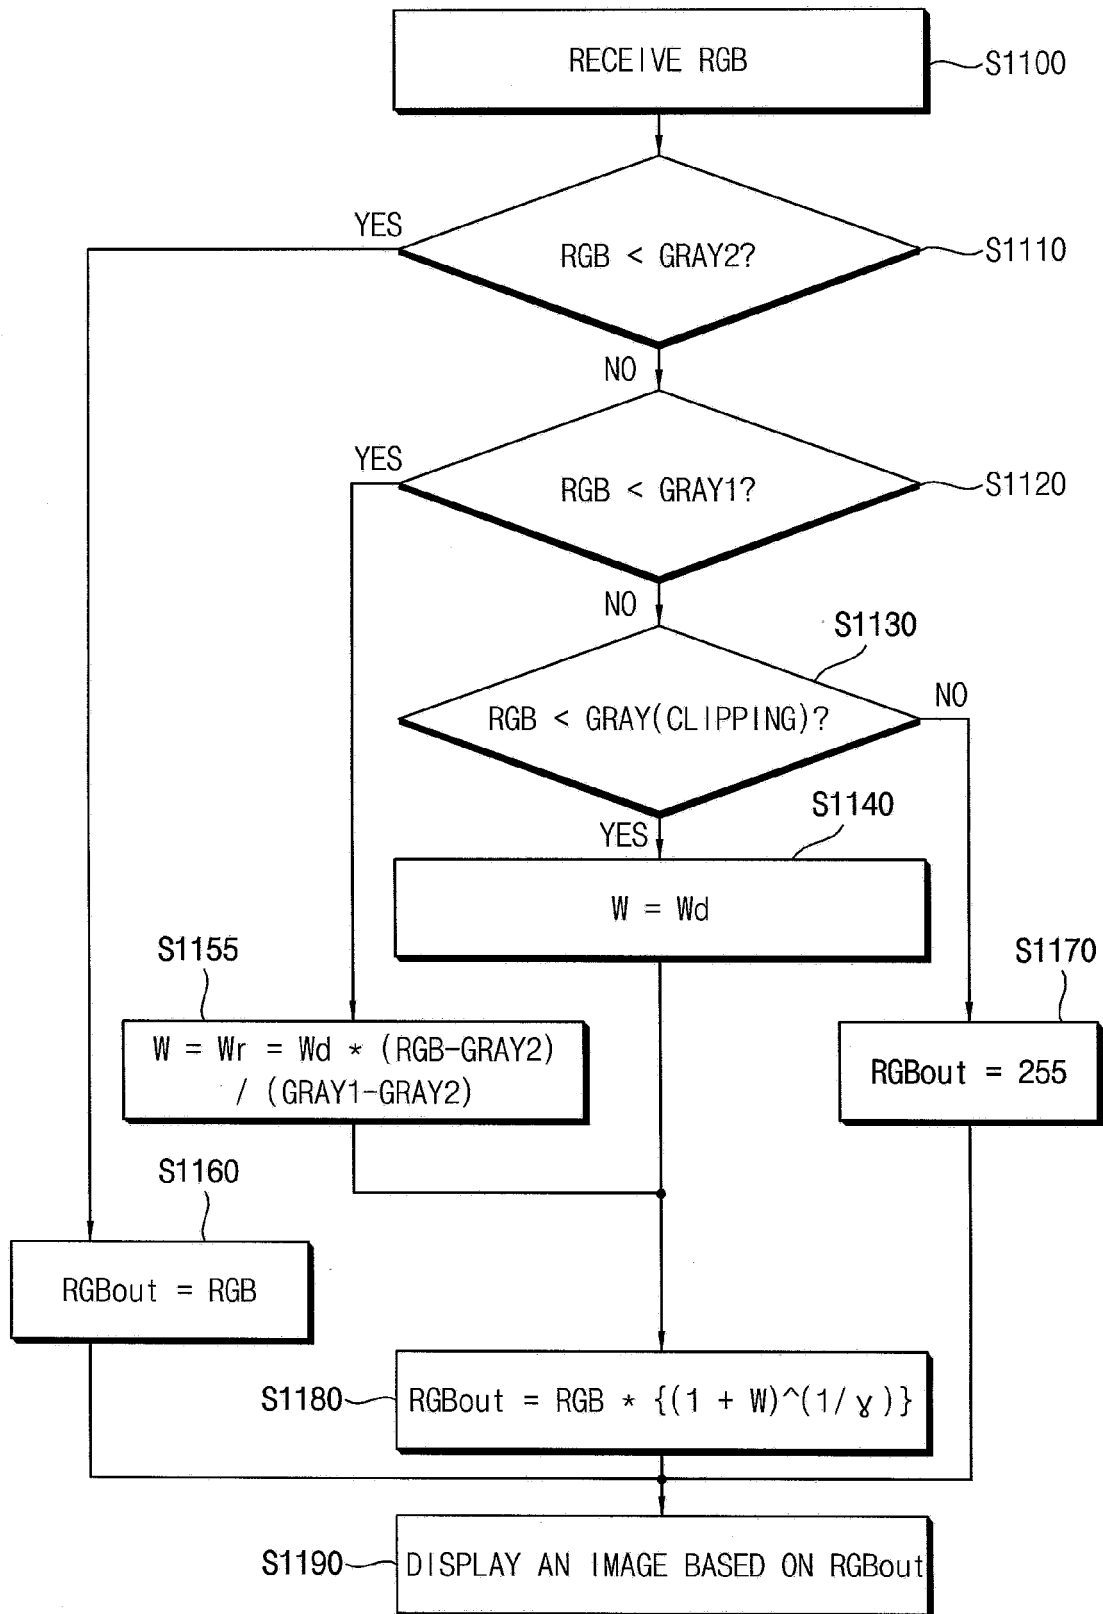 RECEIVE RGB
S1100
YES
RGB < GRAY2?
S1110
NO
YES
RGB < GRAY1?
S1120
NO
S1130
RGB < GRAY(CLIPPING)?
NO
S1140
YES
W = Wd
S1155
S1170
W = Wr = Wd * (RGB-GRAY2)
/ (GRAY1-GRAY2)
RGBout = 255
S1160
RGBout = RGB
S1180
RGBout = RGB * {(1 + W)^(1/γ)}
S1190
DISPLAY AN IMAGE BASED ON RGBout